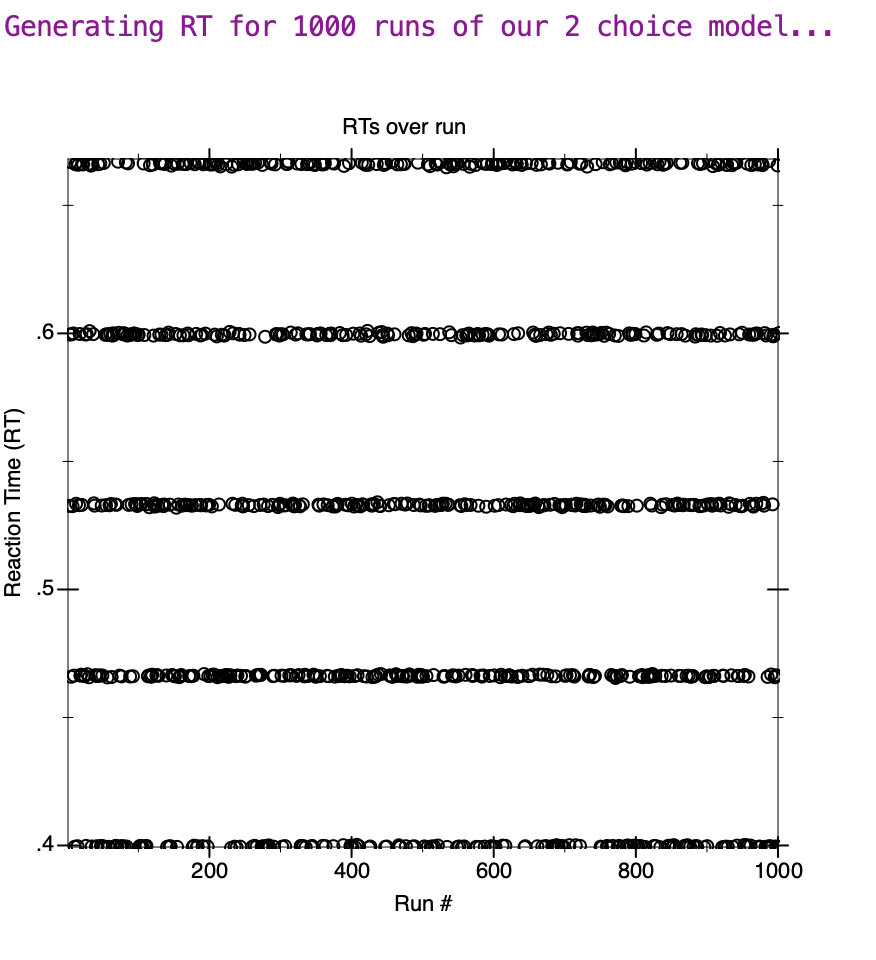 Generating RT for 1000 runs of our 2 choice model...
RTs over run
Reaction Time (RT)
.6
.5
.4
200 400 600 800 1000
Run #